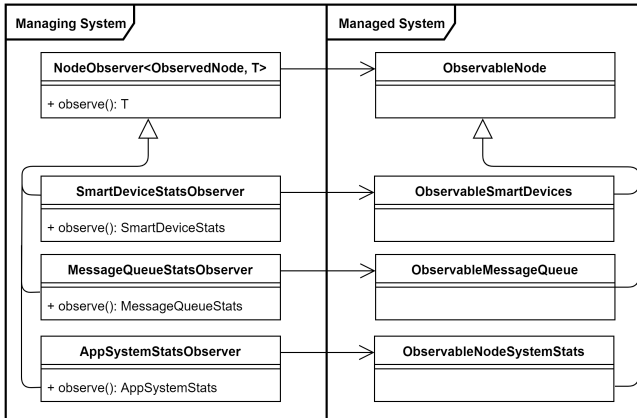 Managing System
Managed System
NodeObserver<ObservedNode, T>
ObservableNode
+ observe(): T
SmartDeviceStatsObserver
ObservableSmartDevices
+ observe(): SmartDeviceStats
MessageQueueStatsObserver
ObservableMessageQueue
+ observe(): MessageQueueStats
AppSystemStatsObserver
ObservableNodeSystemStats
+ observe(): AppSystemStats